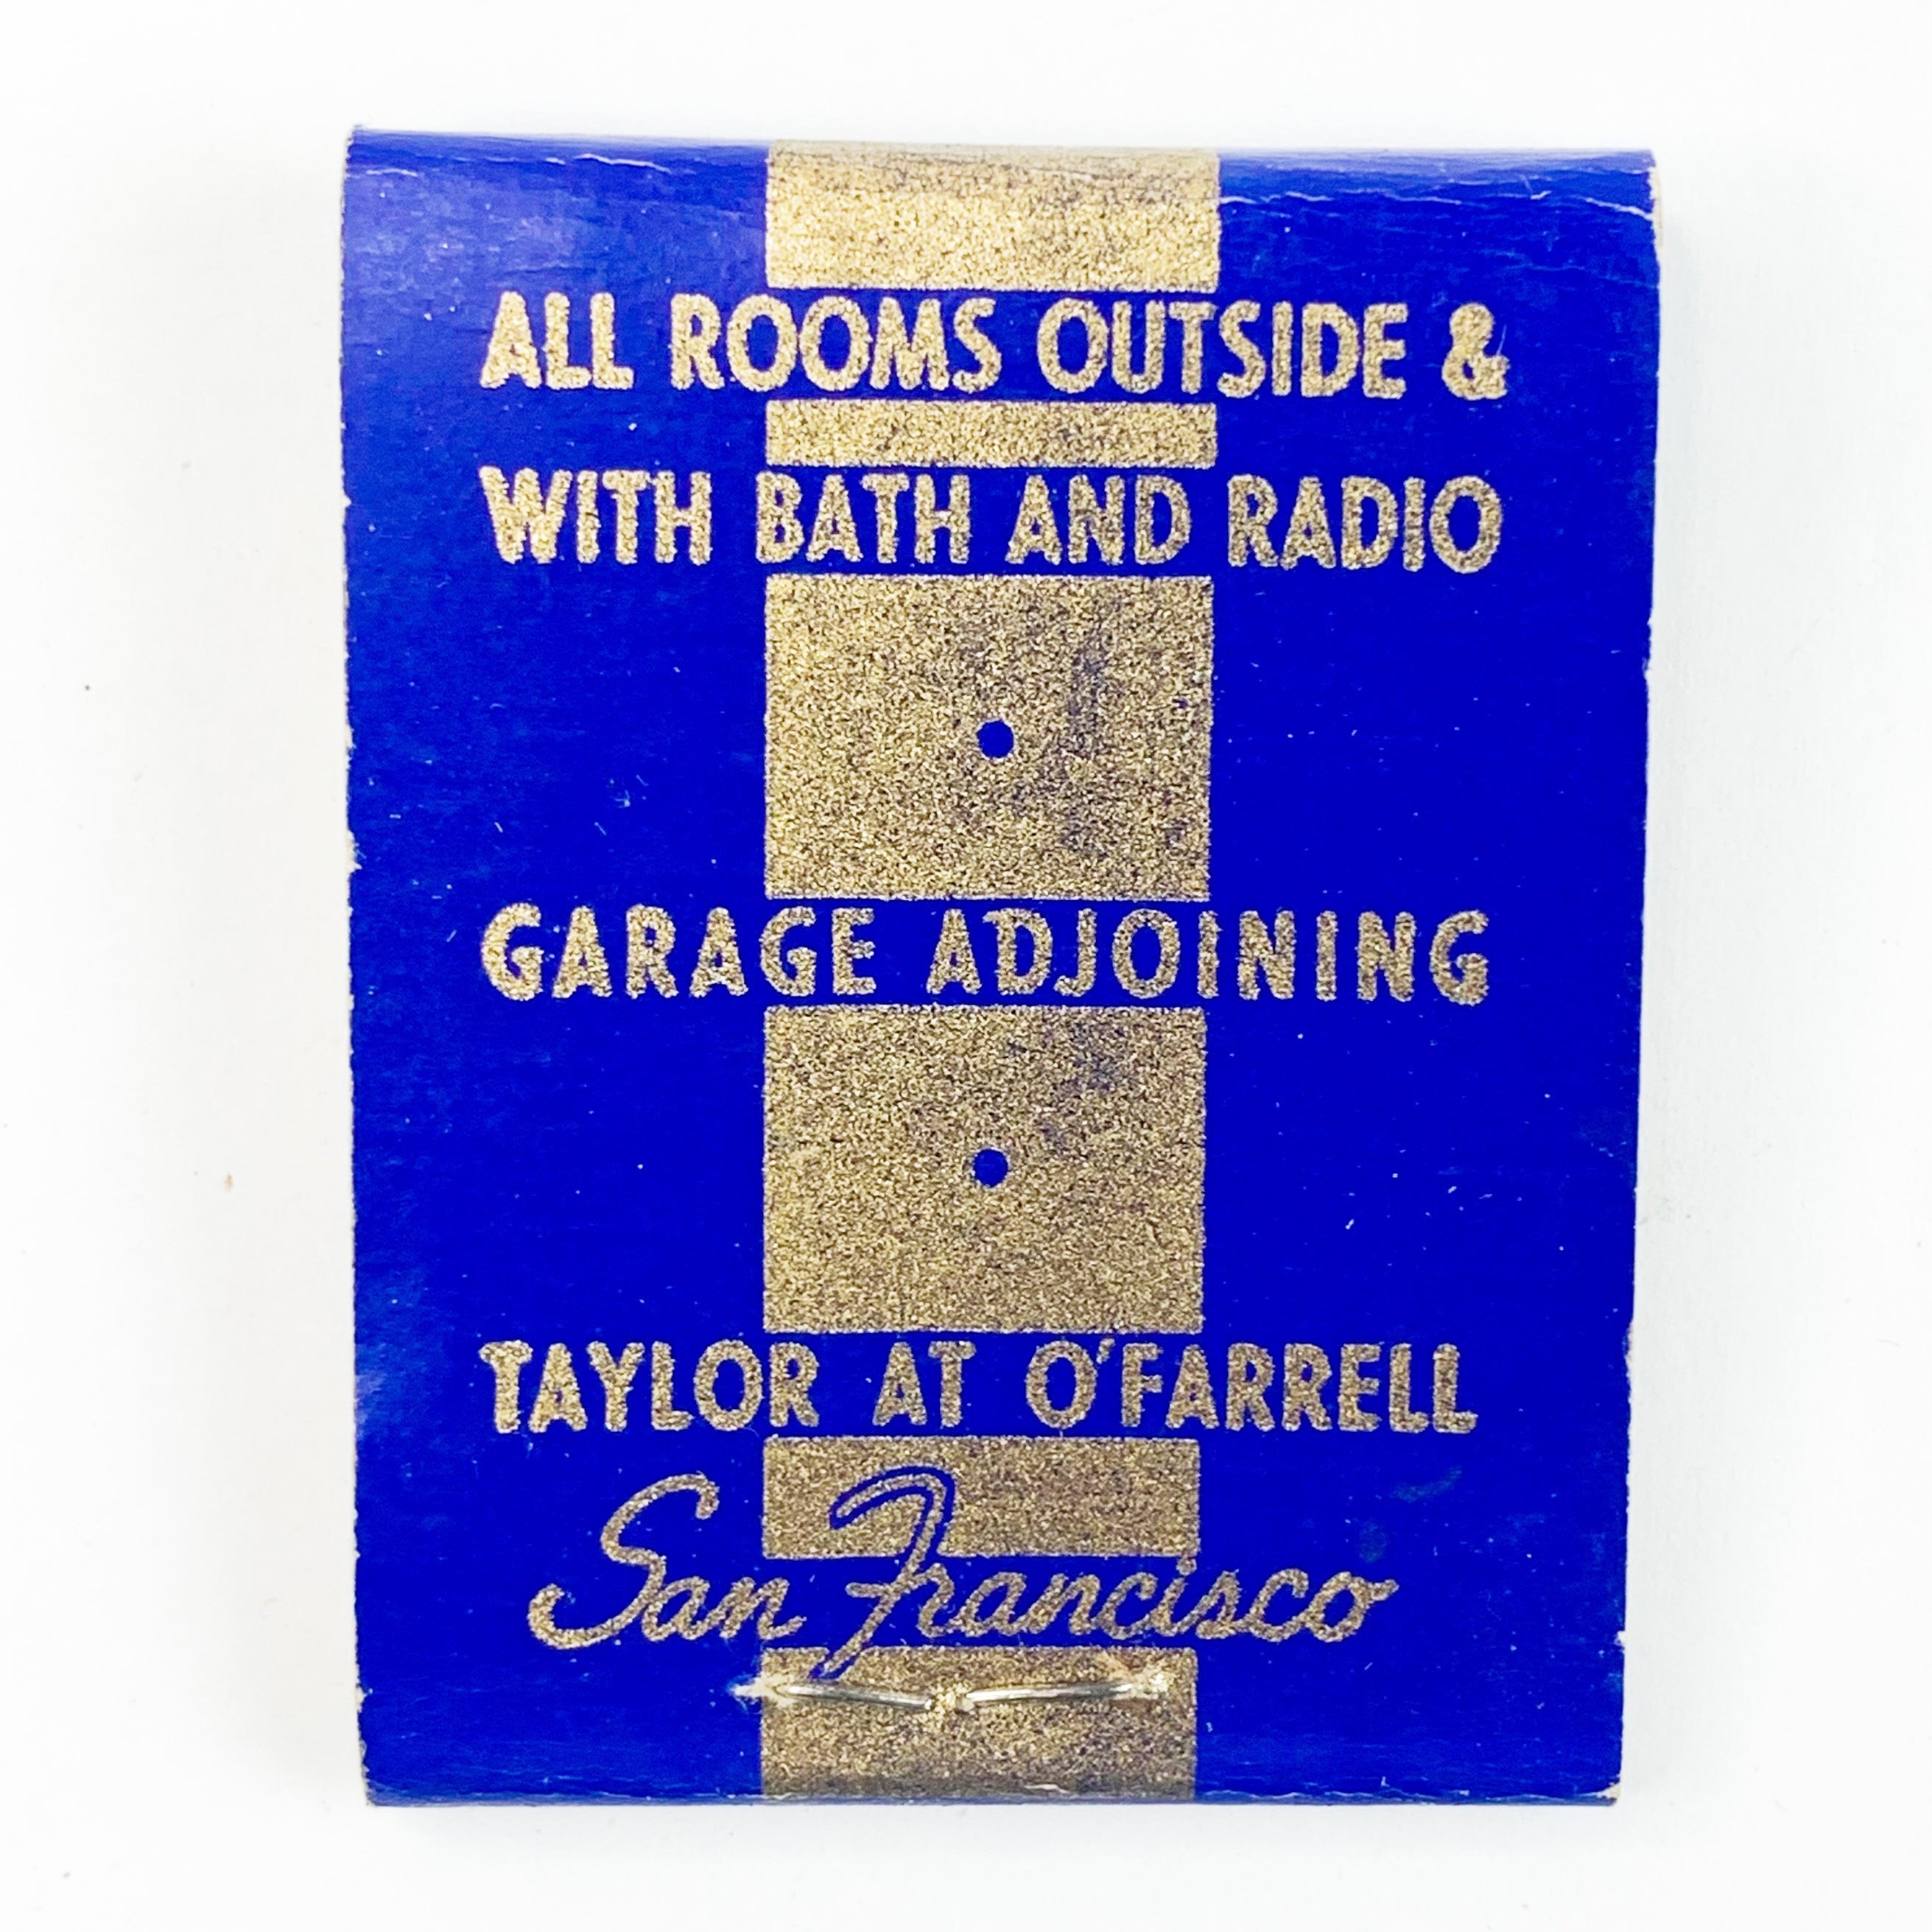 ALL ROOMS OUTSIDE &
WITH BATH AND RADIO
GARAGE ADJOINING
TAYLOR AT O'FARRELL
San Francisco